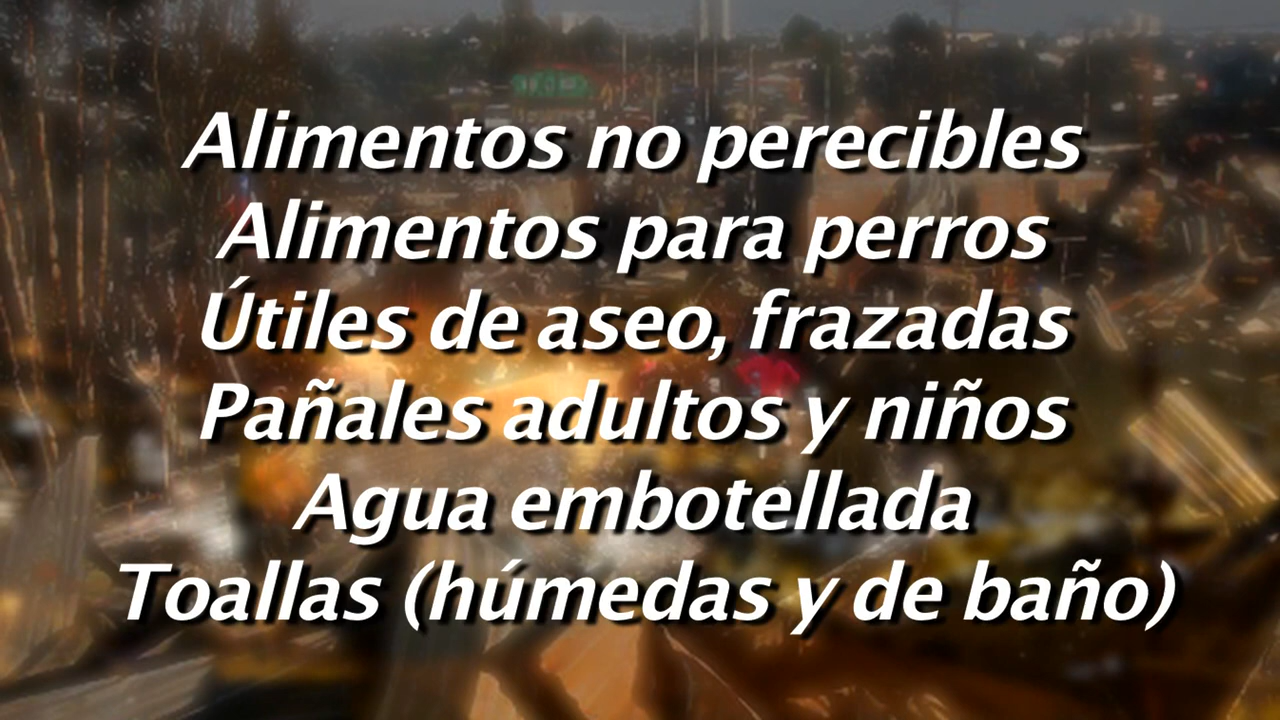 Alimentos no perecibles
Alimentos para perros
Útiles de aseo, frazadas
Pañales adultos y niños
Agua embotellada
Toallas (húmedas y de baño)